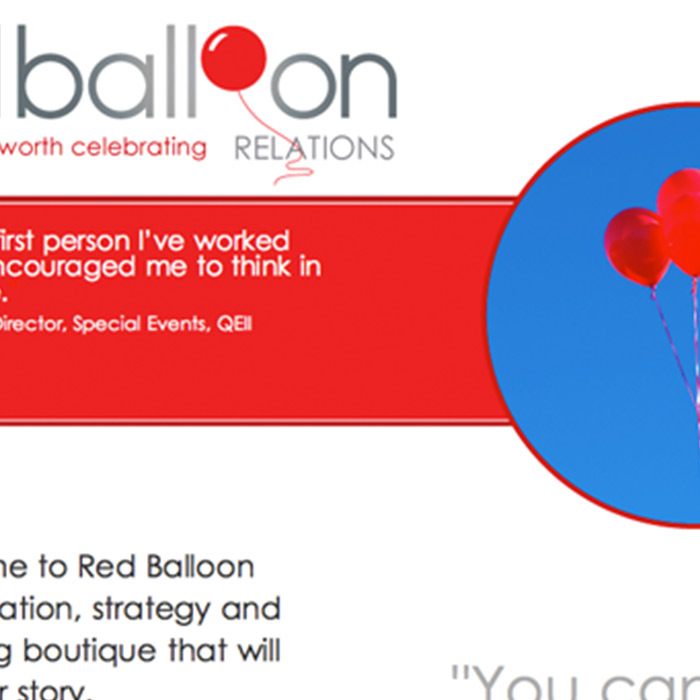 balloon
worth celebrating RELATIONS
first person I've worked
ncouraged me to think in
Director, Special Events, QEII
me to Red Balloon
ation, strategy and
g boutique that will
r story.
"You can